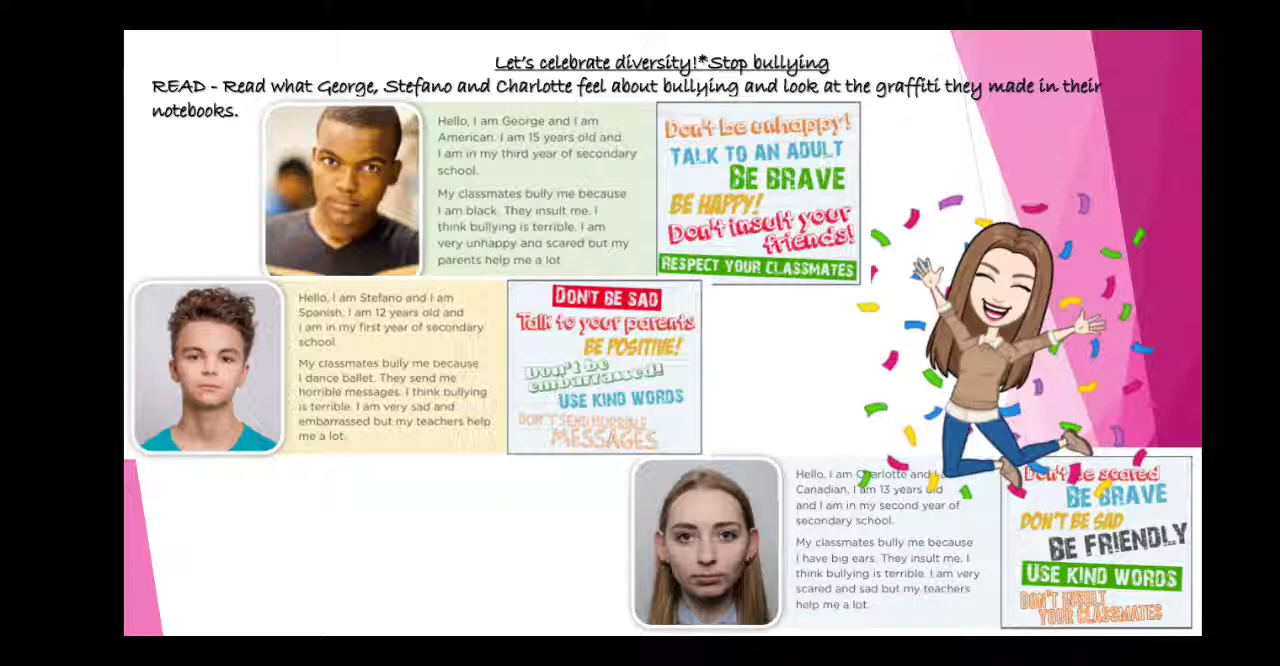 Let's celebrate diversity!*Stop bullying
READ - Read what George, Stefano and Charlotte feel about bullying and look at the graffiti they made in their
notebooks.
Hello, I am George and I am
American. I am 15 years old and
I am in my third year of secondary
school.
My classmates bully me because
I am black. They insult me. I
think bullying is terrible. I am
very unhappy and scared but my
parents help me a lot
Don't be unhappy!
TALK TO AN ADULT
BE BRAVE
BE HAPPY!
Don't insult your
friends!
RESPECT YOUR CLASSMATES
Hello, I am Stefano and I am
Spanish. I am 12 years old and
I am in my first year of secondary
school.
My classmates bully me because
I dance ballet. They send me
horrible messages. I think bullying
is terrible. I am very sad and
embarrassed but my teachers help
me a lot.
DON'T BE SAD
Talk to your parents
BE POSITIVE!
Don't be
embarrassed!
USE KIND WORDS
DON'T SEND HORRIBLE
MESSAGES
Hello, I am Charlotte and I
Canadian. I am 13 years old
and I am in my second year of
secondary school.
My classmates bully me because
I have big ears. They insult me. I
think bullying is terrible. I am very
scared and sad but my teachers
help me a lot.
Don't be scared
BE BRAVE
DON'T BE SAD
BE FRIENDLY
USE KIND WORDS
DON'T INSULT
YOUR CLASSMATES